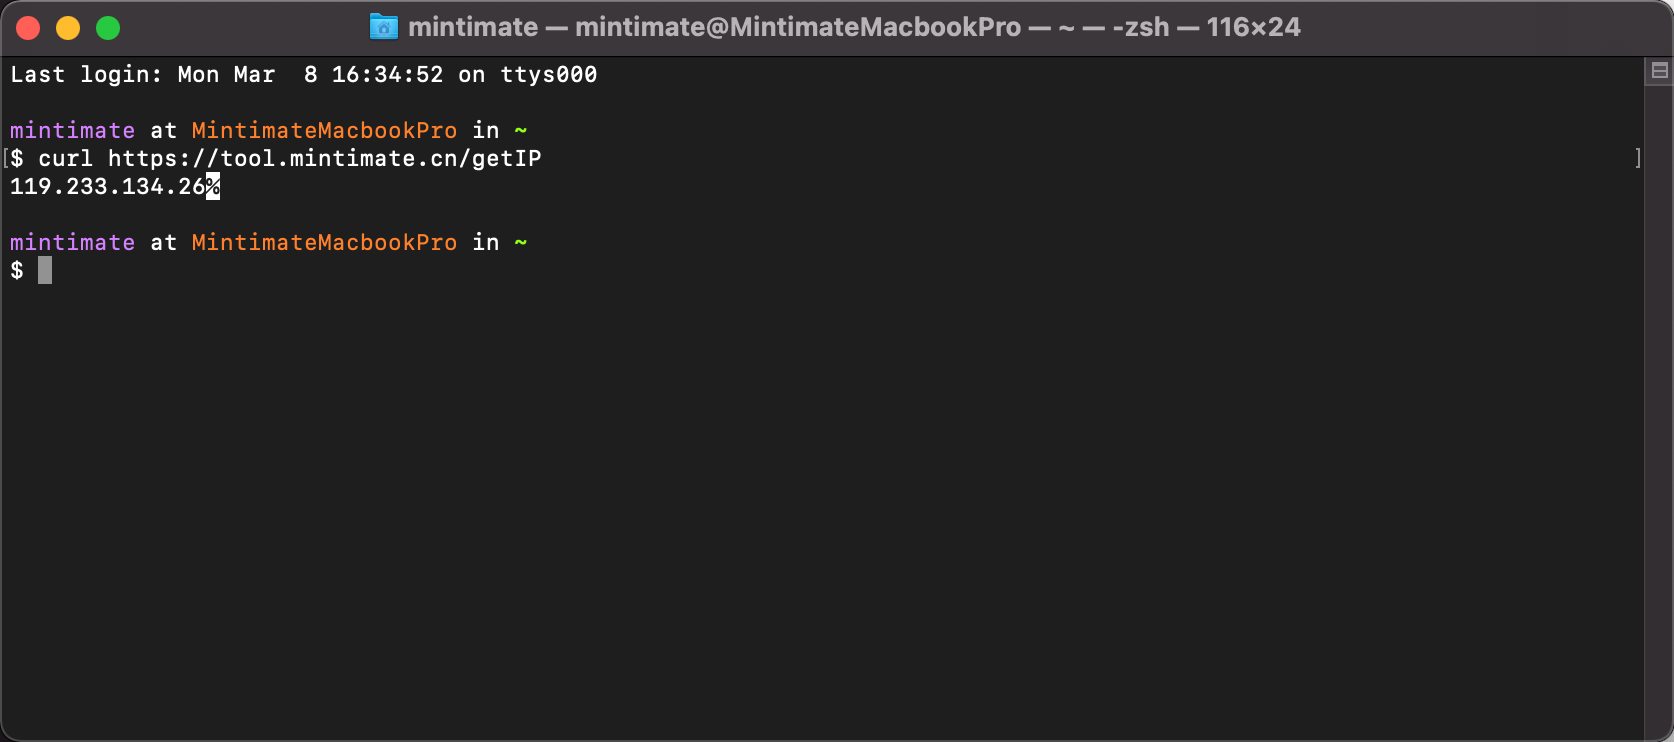 mintimate — mintimate@MintimateMacbookPro — ~ — -zsh — 116×24
Last login: Mon Mar  8 16:34:52 on ttys000
mintimate at MintimateMacbookPro in ~
[$ curl https://tool.mintimate.cn/getIP ]
119.233.134.26%
mintimate at MintimateMacbookPro in ~
$